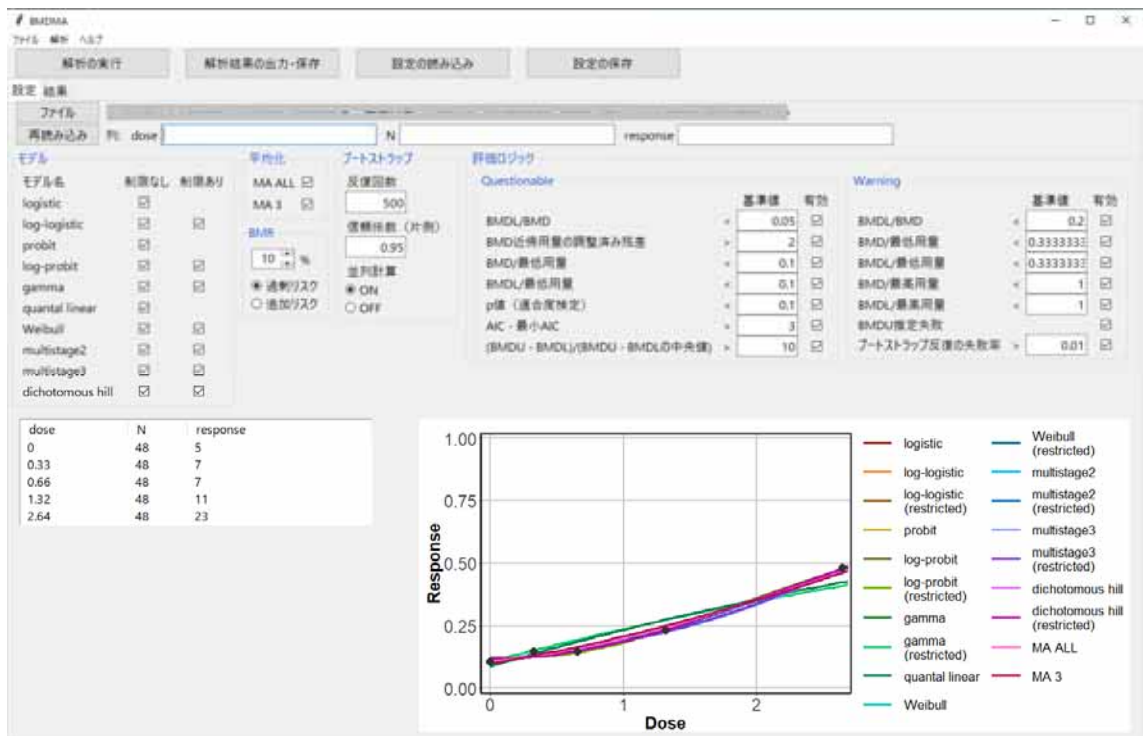 BMDMA
ファイル 解析 ヘルプ
解析の実行 解析結果の出力・保存 設定の読み込み 設定の保存
設定 結果
ファイル
再読み込み 列: dose N response
モデル 平均化 ブートストラップ 評価ロジック
モデル名 制限なし 制限あり MA ALL 反復回数 Questionable Warning
基準値 有効 基準値 有効
logistic MA 3 500
BMDL/BMD < 0.05 BMDL/BMD < 0.2
log-logistic BMR 信頼係数（片側）
probit 10 % 0.95 BMD近傍用量の調整済み残差 2 BMD/最低用量 < 0.3333333
log-probit 並列計算 BMD/最低用量 < 0.1 BMDL/最低用量 < 0.3333333
gamma 過剰リスク ON BMDL/最低用量 < 0.1 BMD/最高用量 1
quantal linear 追加リスク OFF p値（適合度検定） 0.1 BMDL/最高用量 1
Weibull AIC - 最小AIC 3 BMDU推定失敗
multistage2 (BMDU - BMDL)/(BMDU - BMDLの中央値) > 10 ブートストラップ反復の失敗率 > 0.01
multistage3
dichotomous hill
dose N response
0 48 5
0.33 48 7
0.66 48 7
1.32 48 11
2.64 48 23
1.00
0.75
0.50
0.25
0.00
Response
0 1 2
Dose
logistic
log-logistic
log-logistic
(restricted)
probit
log-probit
log-probit
(restricted)
gamma
gamma
(restricted)
quantal linear
Weibull
Weibull
(restricted)
multistage2
multistage2
(restricted)
multistage3
multistage3
(restricted)
dichotomous hill
dichotomous hill
(restricted)
MA ALL
MA 3